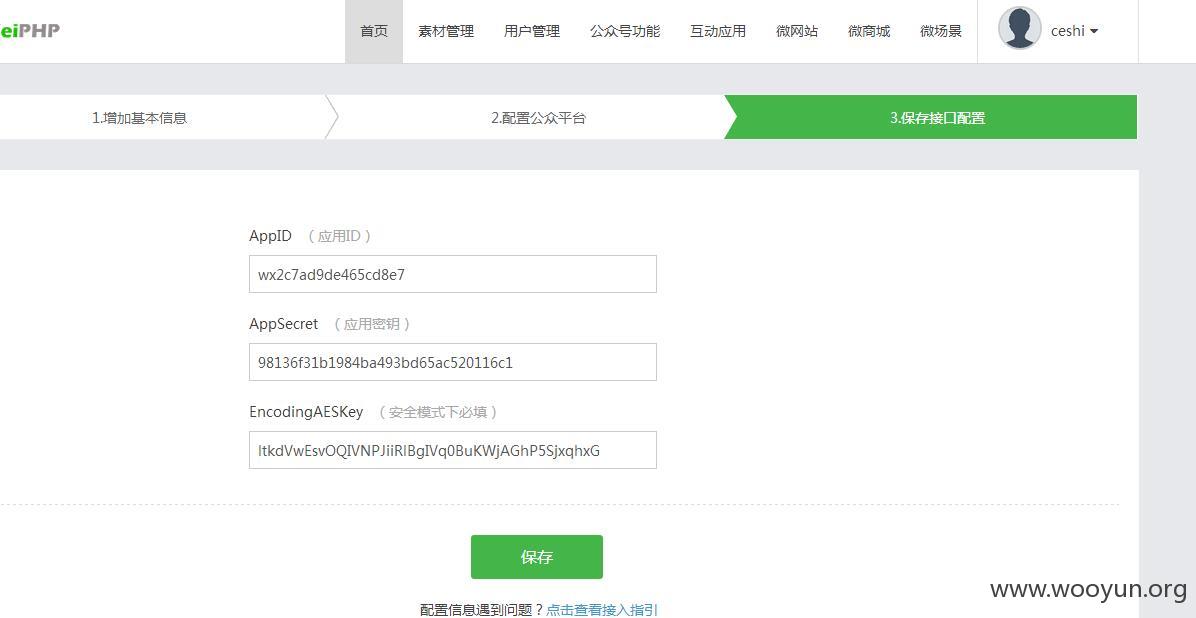 eiPHP
首页 素材管理 用户管理 公众号功能 互动应用 微网站 微商城 微场景 ceshi
1.增加基本信息 2.配置公众平台 3.保存接口配置
AppID （应用ID）
wx2c7ad9de465cd8e7
AppSecret （应用密钥）
98136f31b1984ba493bd65ac520116c1
EncodingAESKey （安全模式下必填）
ltkdVwEsvOQIVNPJiiRlBgIVq0BuKWjAGhP5SjxqhxG
保存
www.wooyun.org
配置信息遇到问题？点击查看接入指引